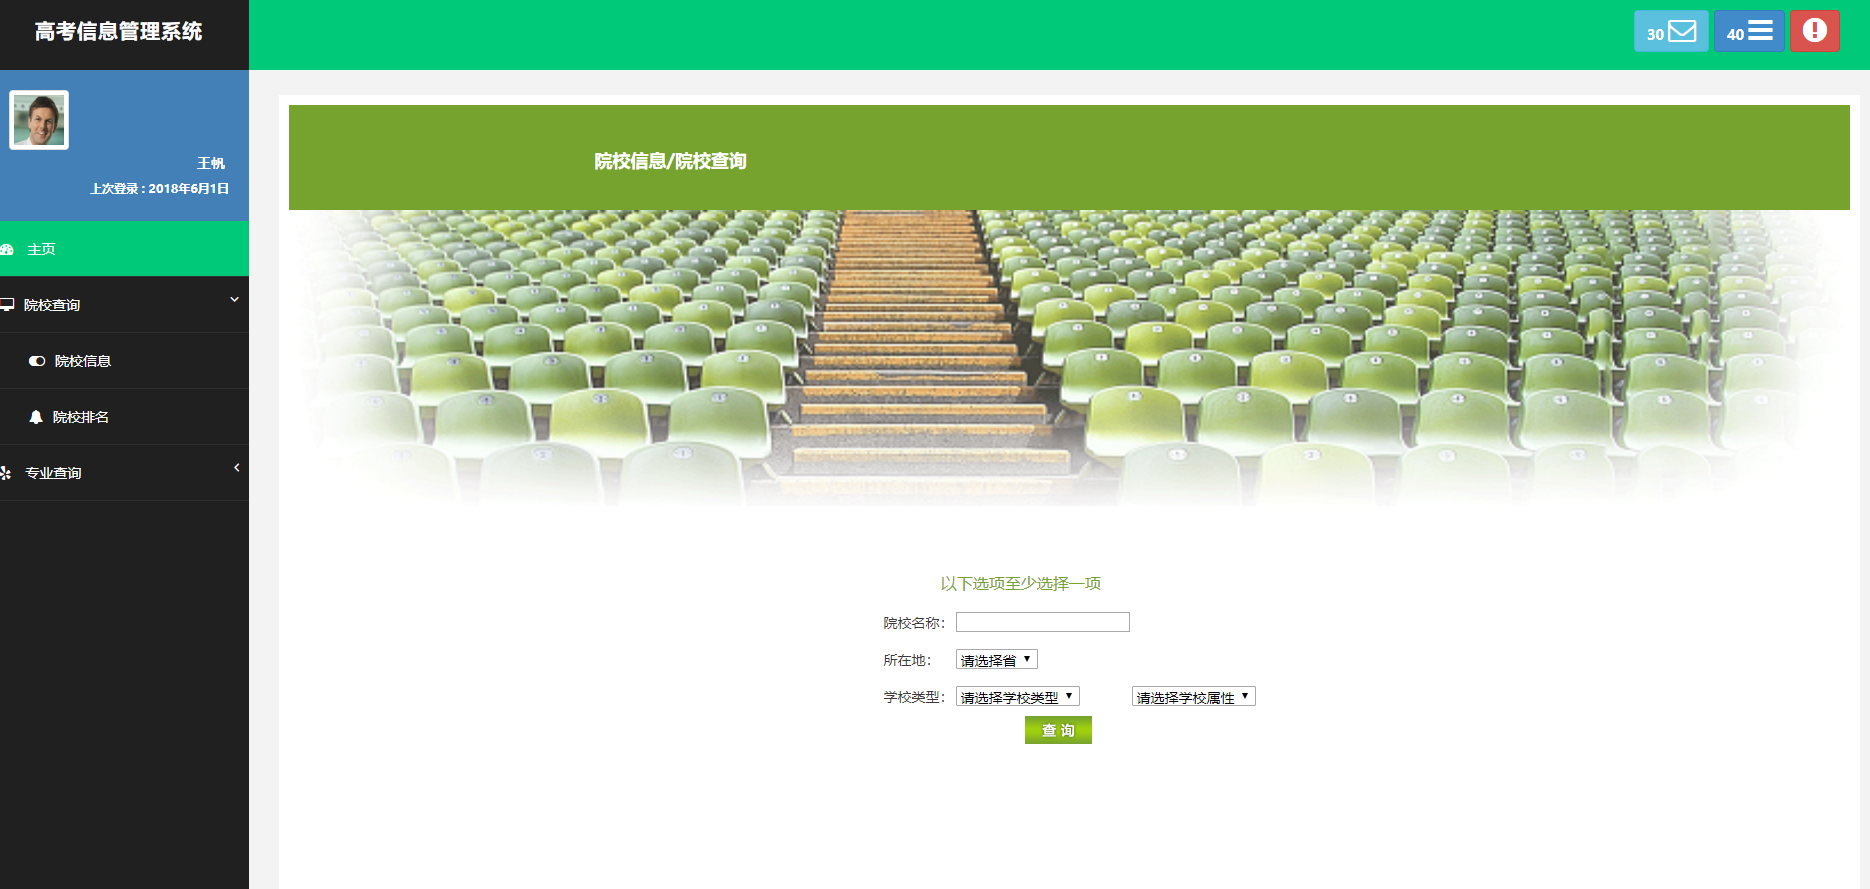 高考信息管理系统
30
40
王帆
上次登录 : 2018年6月1日
主页
院校查询
院校信息
院校排名
专业查询
院校信息/院校查询
以下选项至少选择一项
院校名称：
所在地： 请选择省
学校类型： 请选择学校类型 请选择学校属性
查 询